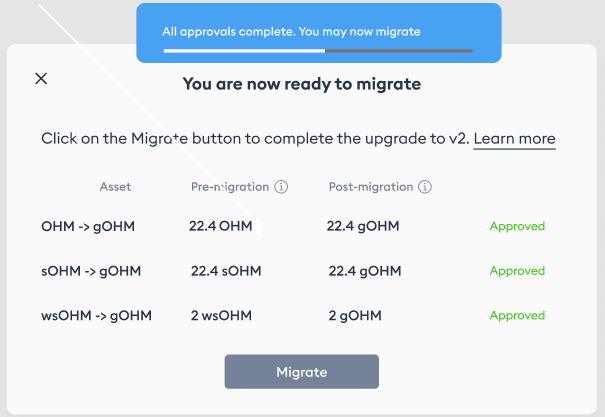 All approvals complete. You may now migrate
You are now ready to migrate
Click on the Migrate button to complete the upgrade to v2. Learn more
Asset Pre-migration Post-migration
OHM -> gOHM 22.4 OHM 22.4 gOHM Approved
sOHM -> gOHM 22.4 sOHM 22.4 gOHM Approved
wsOHM -> gOHM 2 wsOHM 2 gOHM Approved
Migrate